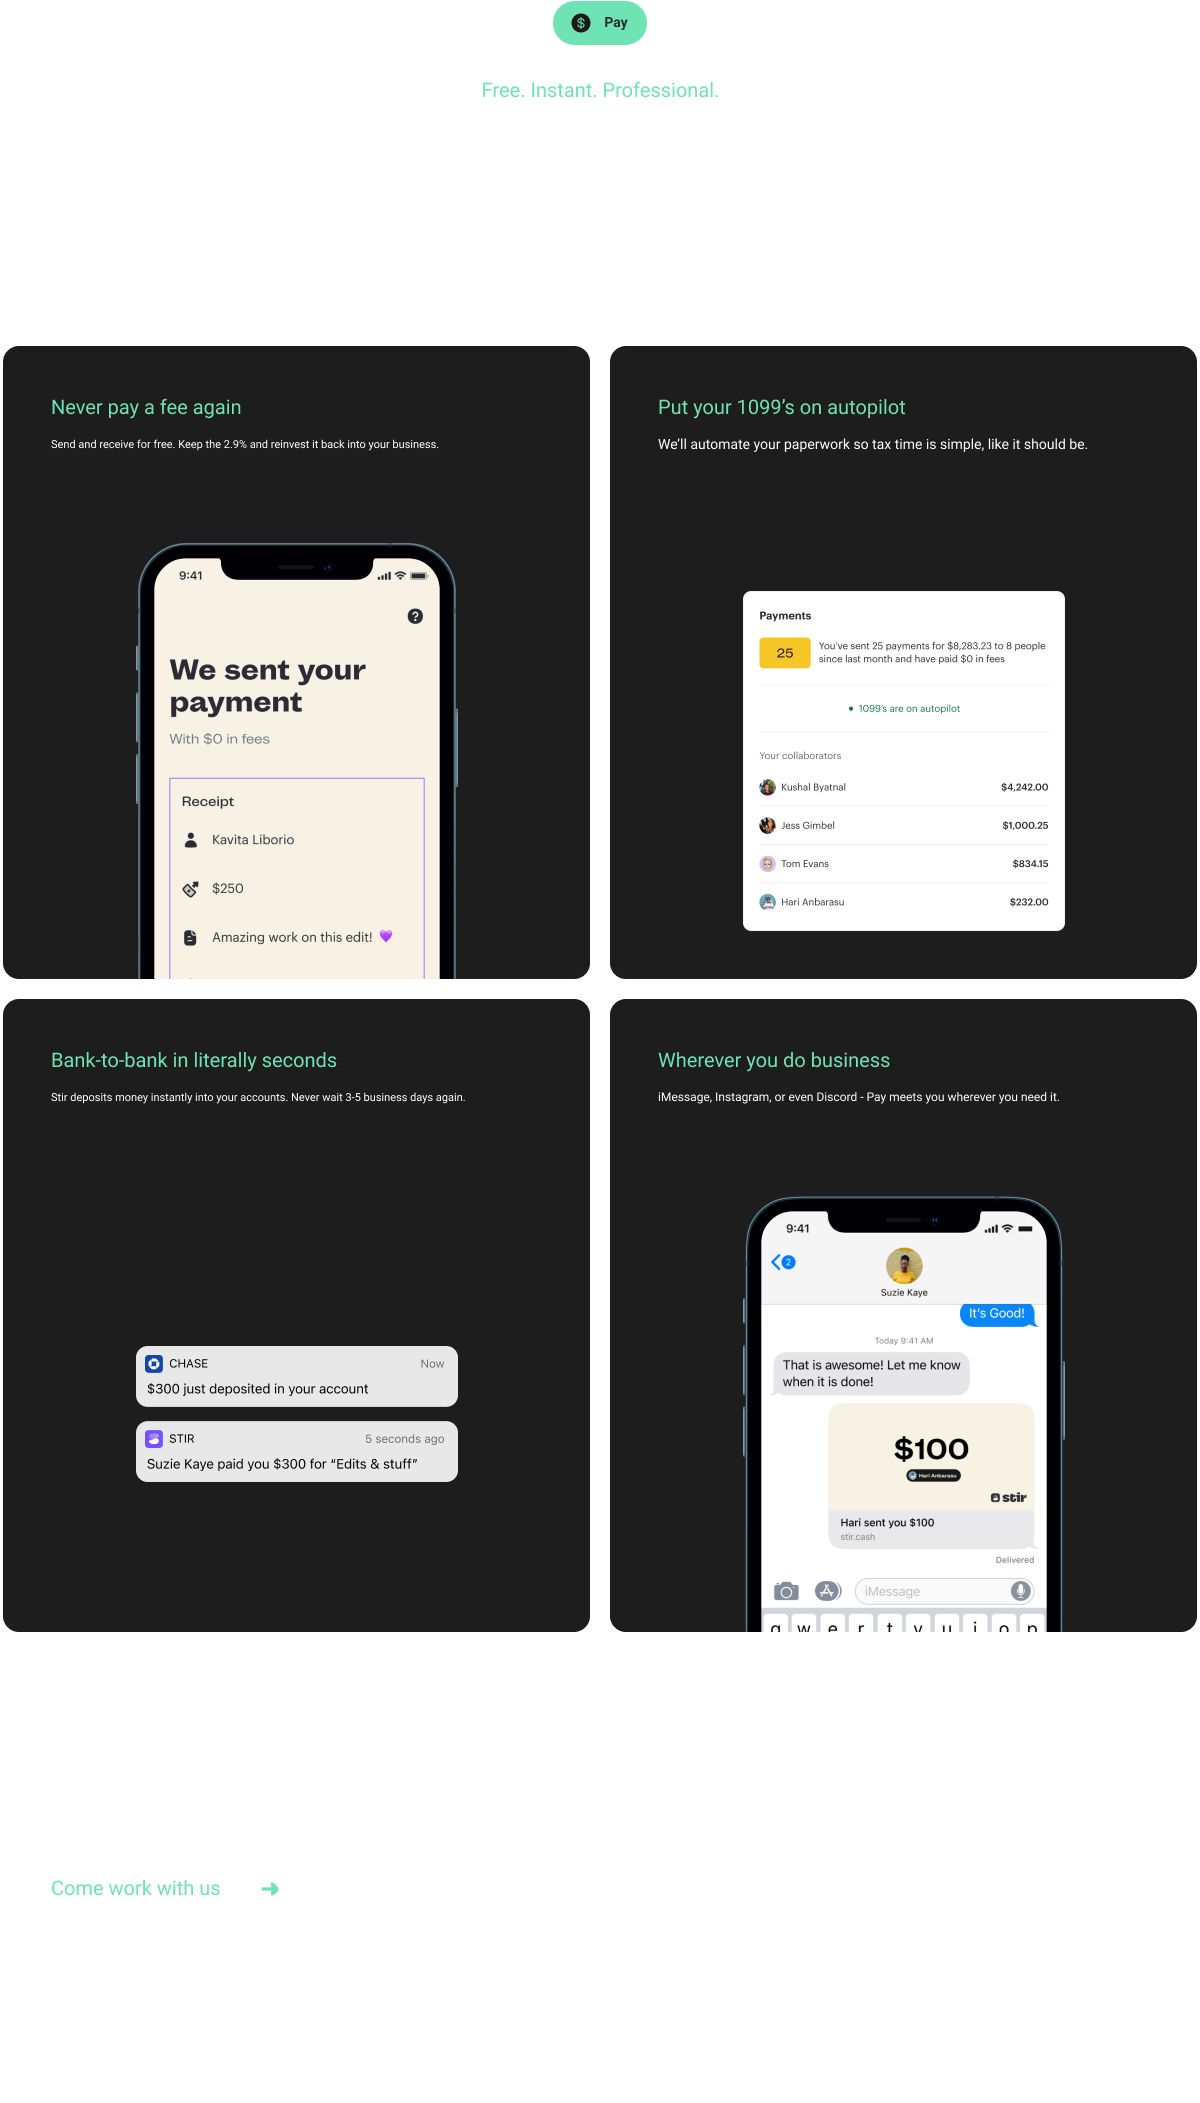 Pay
Free. Instant. Professional.
Never pay a fee again
Send and receive for free. Keep the 2.9% and reinvest it back into your business.
9:41
We sent your
payment
With $0 in fees
Receipt
Kavita Liborio
$250
Amazing work on this edit! 💜
Put your 1099’s on autopilot
We’ll automate your paperwork so tax time is simple, like it should be.
Payments
25
You’ve sent 25 payments for $8,283.23 to 8 people
since last month and have paid $0 in fees
• 1099’s are on autopilot
Your collaborators
Kushal Byatnal $4,242.00
Jess Gimbel $1,000.25
Tom Evans $834.15
Hari Anbarasu $232.00
Bank-to-bank in literally seconds
Stir deposits money instantly into your accounts. Never wait 3-5 business days again.
CHASE Now
$300 just deposited in your account
STIR 5 seconds ago
Suzie Kaye paid you $300 for “Edits & stuff”
Wherever you do business
iMessage, Instagram, or even Discord - Pay meets you wherever you need it.
9:41
2
Suzie Kaye
It’s Good!
Today 9:41 AM
That is awesome! Let me know
when it is done!
$100
Hari Anbarasu
stir
Hari sent you $100
stir.cash
Delivered
iMessage
q w e r t y u i o p
Come work with us ➜